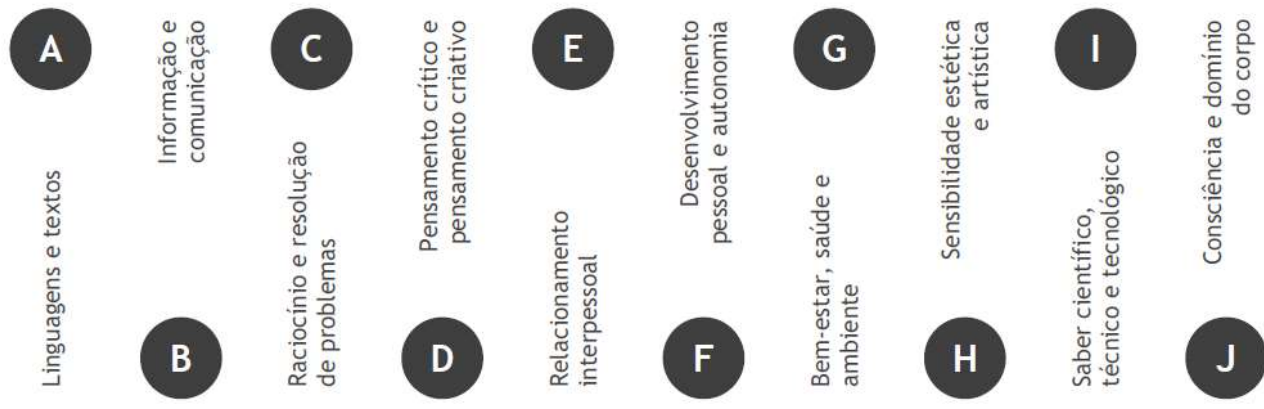 A
Linguagens e textos
B
Informação e
comunicação
C
Raciocínio e resolução
de problemas
D
Pensamento crítico e
pensamento criativo
E
Relacionamento
interpessoal
F
Desenvolvimento
pessoal e autonomia
G
Bem-estar, saúde e
ambiente
H
Sensibilidade estética
e artística
I
Saber científico,
técnico e tecnológico
J
Consciência e domínio
do corpo